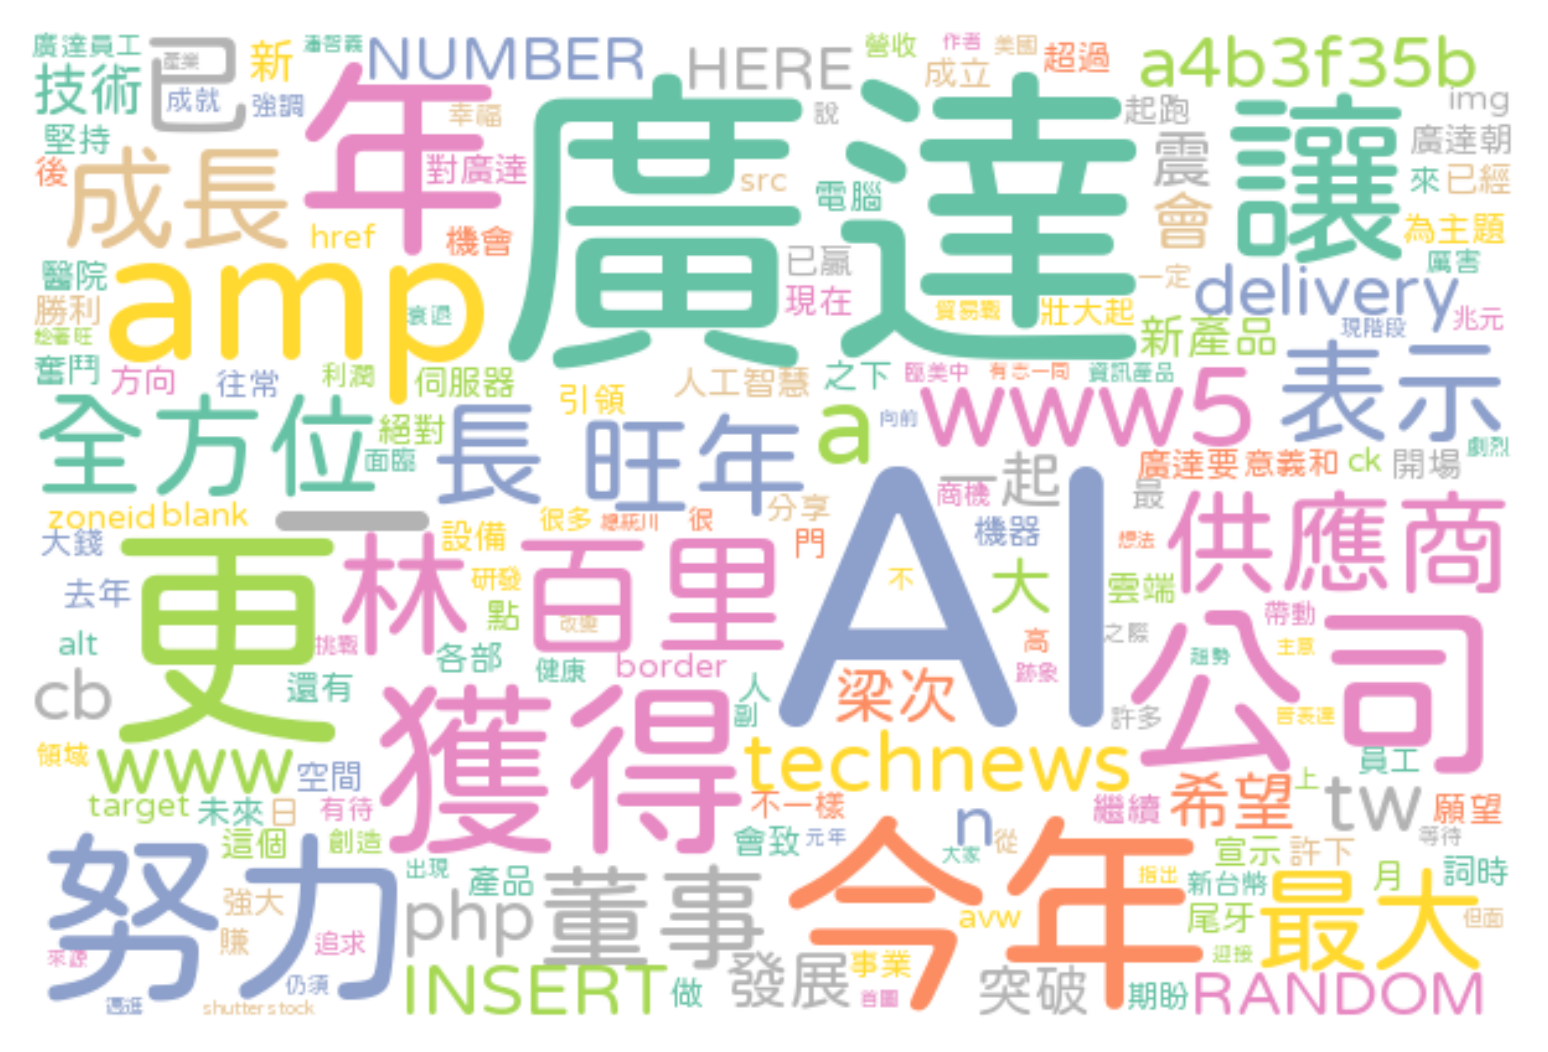 廣達員工
已
產業
新
潘智義
NUMBER
HERE
營收
作者
美國
成立
超過
a4b3f35b
技術
成就
強調
年
幸福
廣達
說
起跑
讓
img
堅持
後
成長
對廣達
src
電腦
震
廣達朝
來
已經
href
機會
會
為主題
醫院
amp
已贏
一定
delivery
厲害
勝利
衰退
現在
貿易戰
壯大起
新產品
現階段
兆元
奮鬥
方向
往常
利潤
伺服器
引領
人工智慧
之下
臨美中
有志一同
資訊產品
表示
全方位
絕對
面臨
長
旺年
a
向前
www5
劇烈
一起
商機
廣達要
意義和
ck
開場
zoneid
blank
一
設備
很多
很
分享
機器
最
供應商
大錢
更
林百里
門
AI
想法
去年
研發
點
改變
不
大
雲端
帶動
alt
挑戰
各部
健康
border
高
之際
公司
主意
趨勢
cb
還有
獲得
人
副
梁次
跡象
許多
領域
www
空間
technews
員工
target
未來
日
有待
不一樣
繼續
希望
上
tw
願望
努力
這個
創造
會致
元年
n
大家
從
今年
宣示
許下
等待
出現
產品
指出
新台幣
最大
月
詞時
強大
php
董事
avw
尾牙
但面
賺
追求
來源
仍須
發展
事業
突破
迎接
邁進
shutterstock
INSERT
做
首圖
期盼
RANDOM